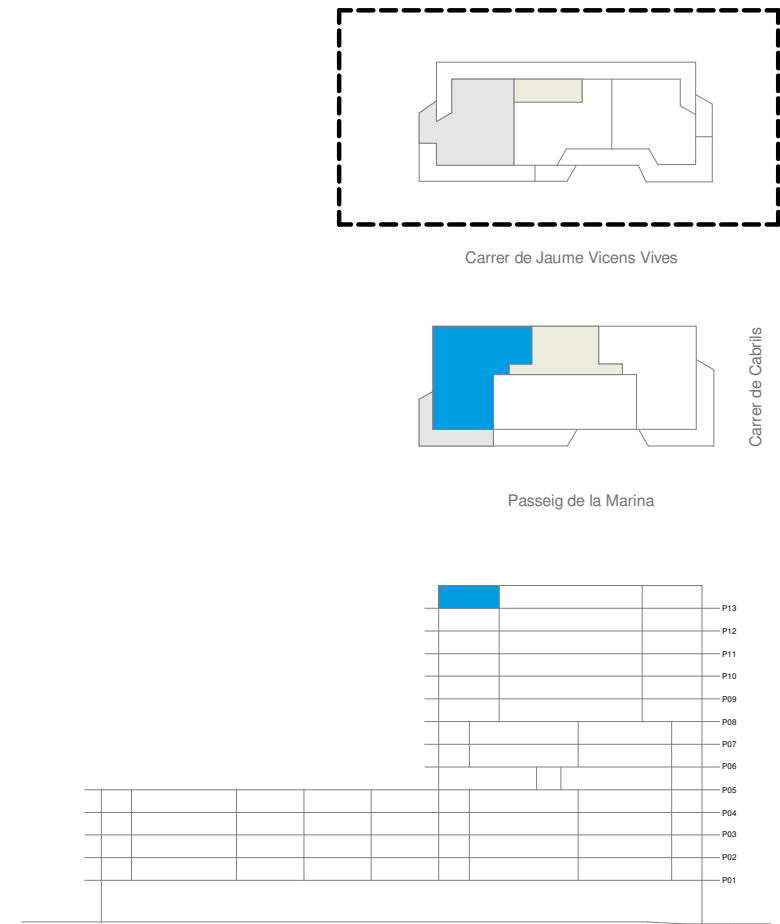 Carrer de Jaume Vicens Vives
Carrer de Cabrils
Passeig de la Marina
P13
P12
P11
P10
P09
P08
P07
P06
P05
P04
P03
P02
P01